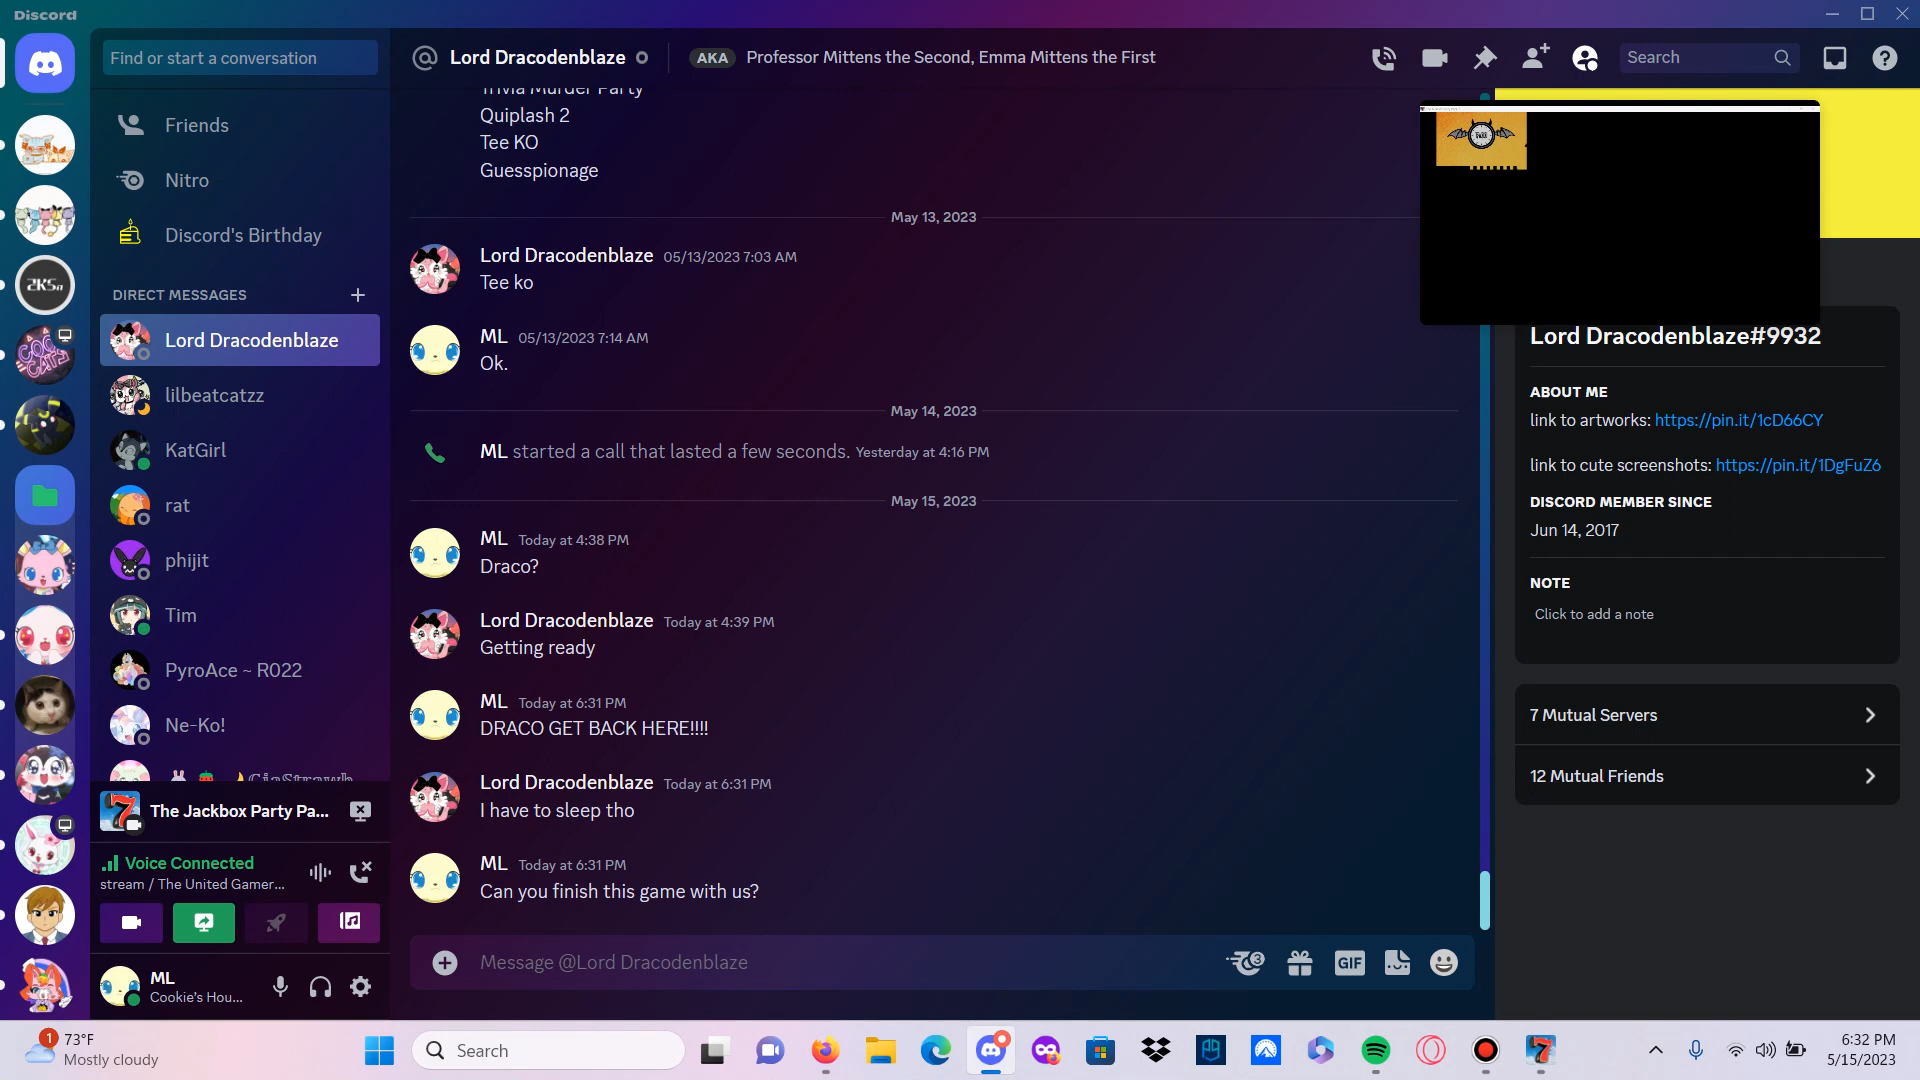 Discord
Find or start a conversation
Lord Dracodenblaze
AKA
Professor Mittens the Second, Emma Mittens the First
Search
Friends
Nitro
Discord's Birthday
DIRECT MESSAGES
Lord Dracodenblaze
lilbeatcatzz
KatGirl
rat
phijit
Tim
PyroAce ~ R022
Ne-Ko!
The Jackbox Party Pa...
Voice Connected
stream / The United Gamer...
ML
Cookie's Hou...
Trivia Murder Party
Quiplash 2
Tee KO
Guesspionage
May 13, 2023
Lord Dracodenblaze 05/13/2023 7:03 AM
Tee ko
ML 05/13/2023 7:14 AM
Ok.
May 14, 2023
ML started a call that lasted a few seconds. Yesterday at 4:16 PM
May 15, 2023
ML Today at 4:38 PM
Draco?
Lord Dracodenblaze Today at 4:39 PM
Getting ready
ML Today at 6:31 PM
DRACO GET BACK HERE!!!!
Lord Dracodenblaze Today at 6:31 PM
I have to sleep tho
ML Today at 6:31 PM
Can you finish this game with us?
Message @Lord Dracodenblaze
3
GIF
Lord Dracodenblaze#9932
ABOUT ME
link to artworks: https://pin.it/1cD66CY
link to cute screenshots: https://pin.it/1DgFuZ6
DISCORD MEMBER SINCE
Jun 14, 2017
NOTE
Click to add a note
7 Mutual Servers
12 Mutual Friends
1
73°F
Mostly cloudy
Search
6:32 PM
5/15/2023